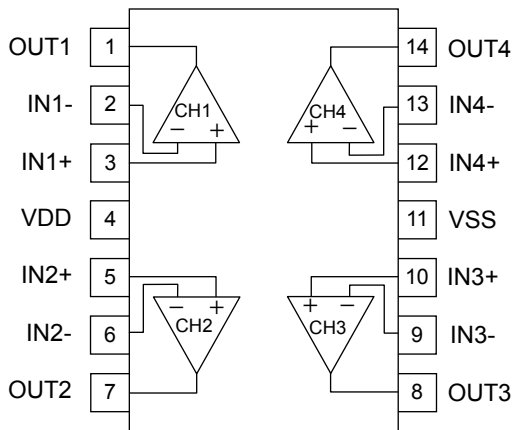 OUT1 1 14 OUT4
IN1- 2 CH1 CH4 13 IN4-
− + + −
IN1+ 3 12 IN4+
VDD 4 11 VSS
IN2+ 5 10 IN3+
− + + −
IN2- 6 CH2 CH3 9 IN3-
OUT2 7 8 OUT3